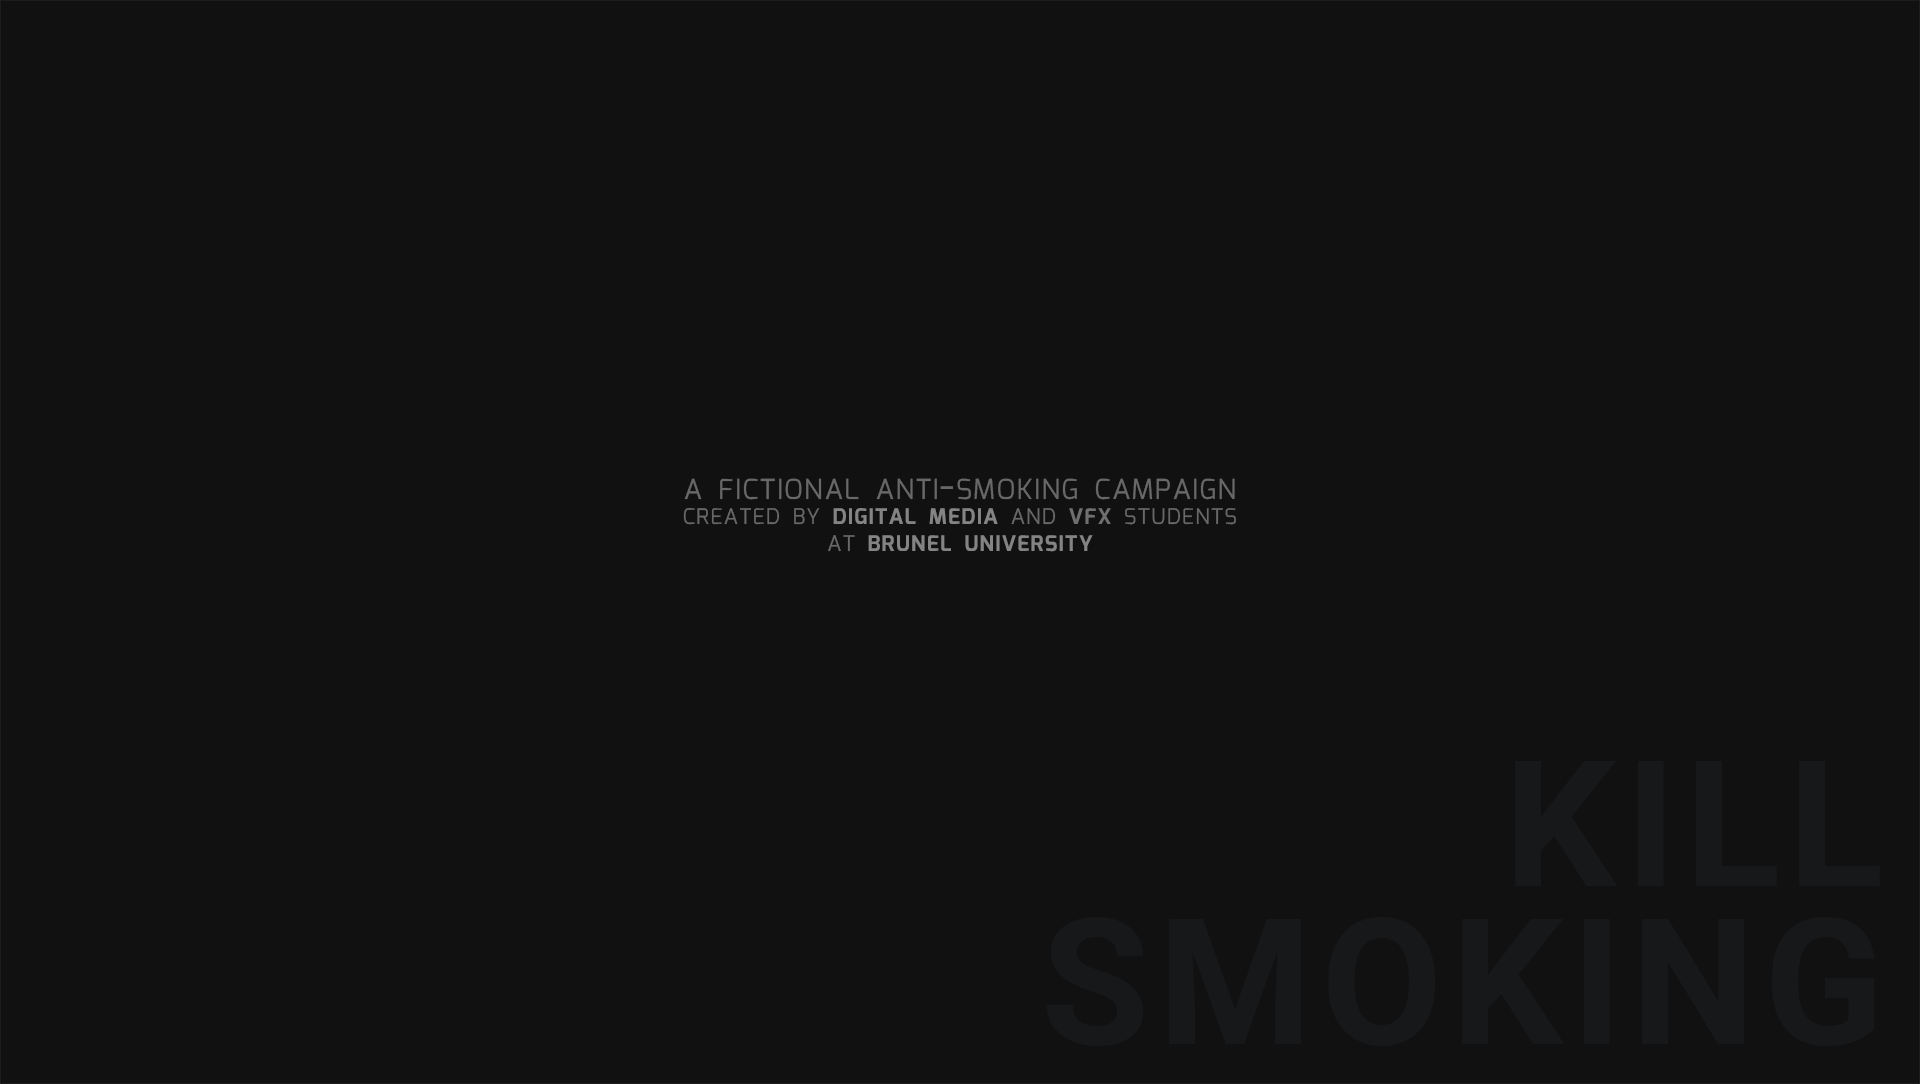 A FICTIONAL ANTI-SMOKING CAMPAIGN
CREATED BY DIGITAL MEDIA AND VFX STUDENTS
AT BRUNEL UNIVERSITY
KILL
SMOKING